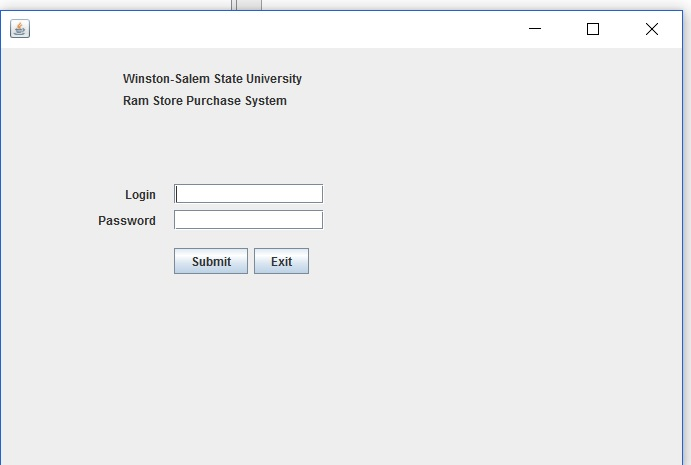 Winston-Salem State University
Ram Store Purchase System
Login
Password
Submit Exit